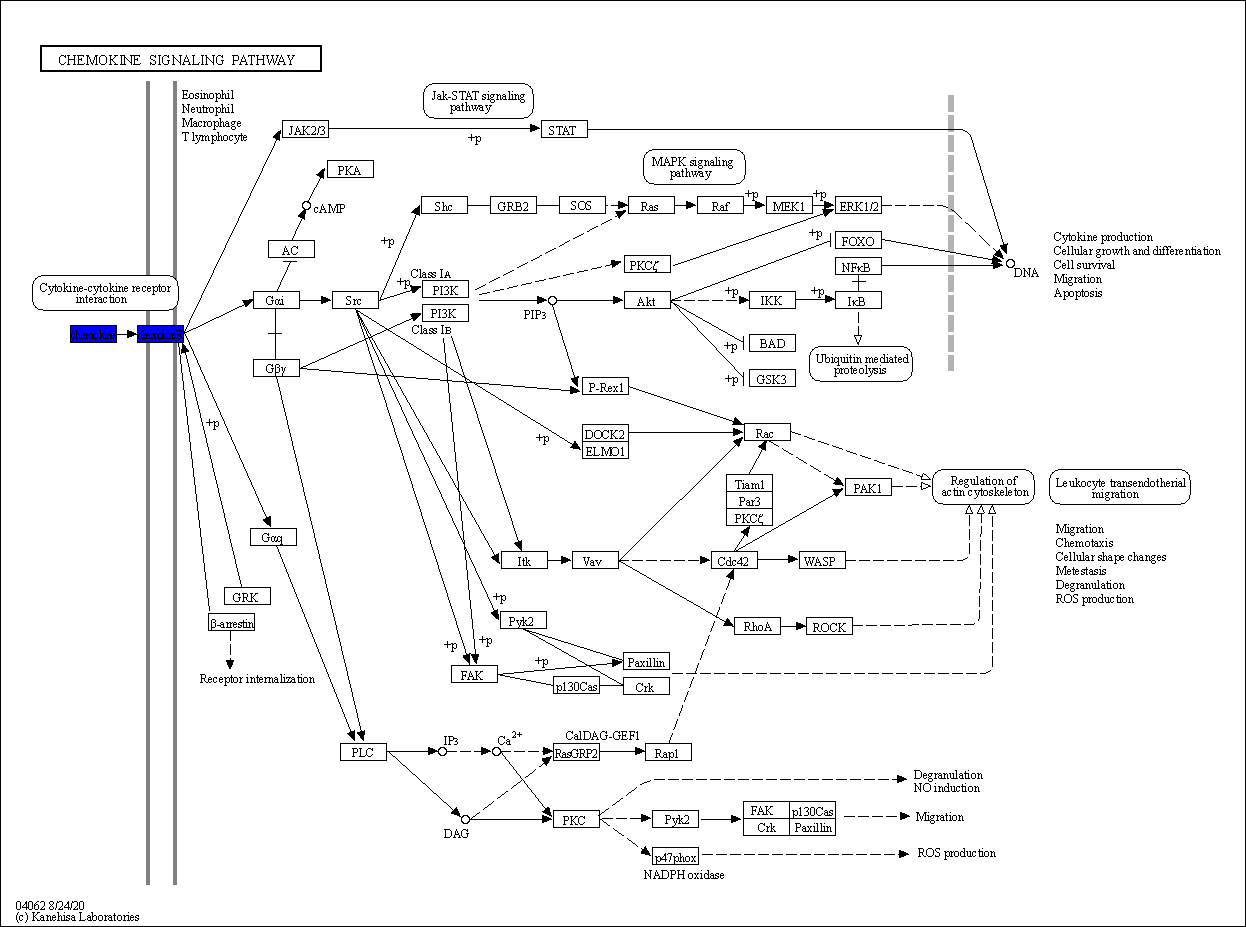 CHEMOKINE SIGNALING PATHWAY
Eosinophil
Neutrophil
Macrophage
T lymphocyte
Jak-STAT signaling
pathway
JAK2/3
+p
STAT
MAPK signaling
pathway
PKA
cAMP
Shc
GRB2
SOS
Ras
Raf
+p
MEK1
+p
ERK1/2
AC
+p
+p
FOXO
Cytokine production
Cellular growth and differentiation
Cell survival
Migration
Apoptosis
PKCζ
NFκB
DNA
Cytokine-cytokine receptor
interaction
Class IA
+p
PI3K
Gαi
Src
PI3K
Class IB
PIP3
Akt
IKK
+p
IκB
chemokine
+p
BAD
Ubiquitin mediated
proteolysis
Gβγ
+p
GSK3
P-Rex1
+p
+p
DOCK2
ELMO1
Rac
Tiam1
Par3
PKCζ
PAK1
Regulation of
actin cytoskeleton
Leukocyte transendotherial
migration
Gαq
Migration
Chemotaxis
Cellular shape changes
Metestasis
Degranulation
ROS production
Itk
Vav
Cdc42
WASP
GRK
+p
β-arrestin
Pyk2
RhoA
ROCK
+p
+p
+p
Paxillin
Receptor internalization
FAK
p130Cas
Crk
PLC
IP3
Ca2+
CalDAG-GEF1
RasGRP2
Rap1
Degranulation
NO induction
DAG
PKC
Pyk2
FAK
p130Cas
Crk
Paxillin
Migration
p47phox
NADPH oxidase
ROS production
04062 8/24/20
(c) Kanehisa Laboratories